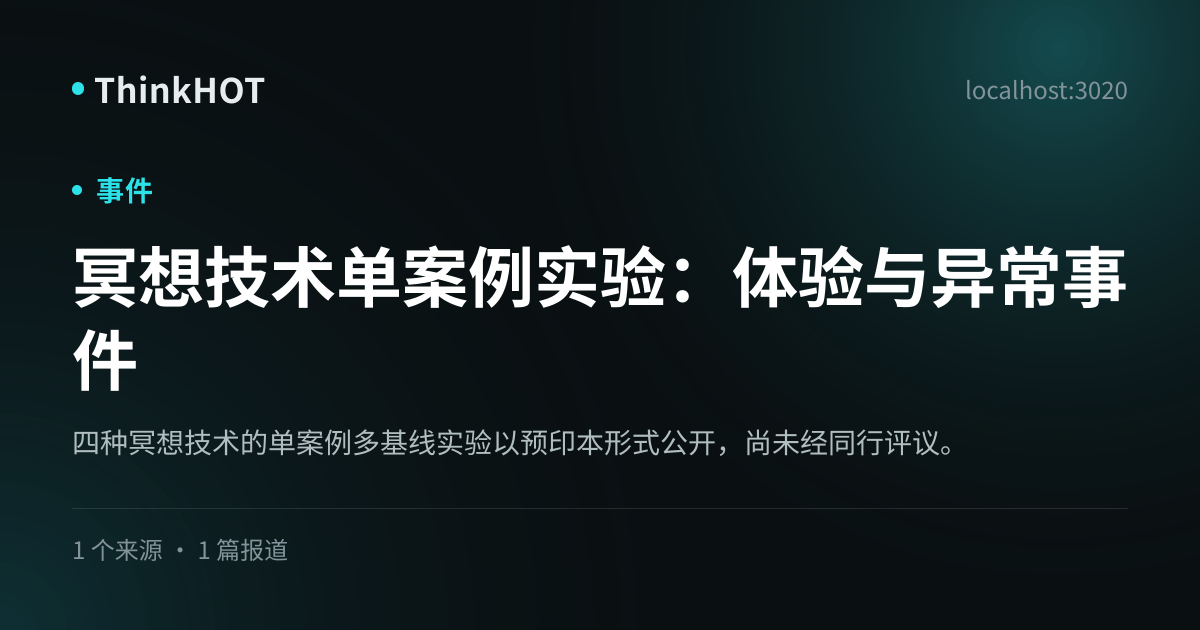 ThinkHOT
localhost:3020
事件
冥想技术单案例实验：体验与异常事
件
四种冥想技术的单案例多基线实验以预印本形式公开，尚未经同行评议。
1 个来源 · 1 篇报道